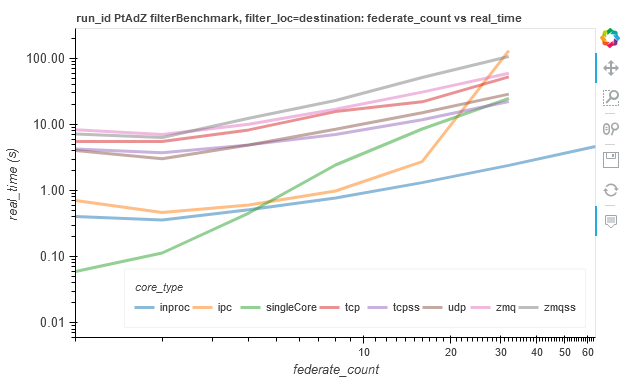 run_id PtAdZ filterBenchmark, filter_loc=destination: federate_count vs real_time
100.00
10.00
1.00
0.10
0.01
real_time (s)
core_type
inproc ipc singleCore tcp tcpss udp zmq zmqss
10 20 30 40 50 60
federate_count